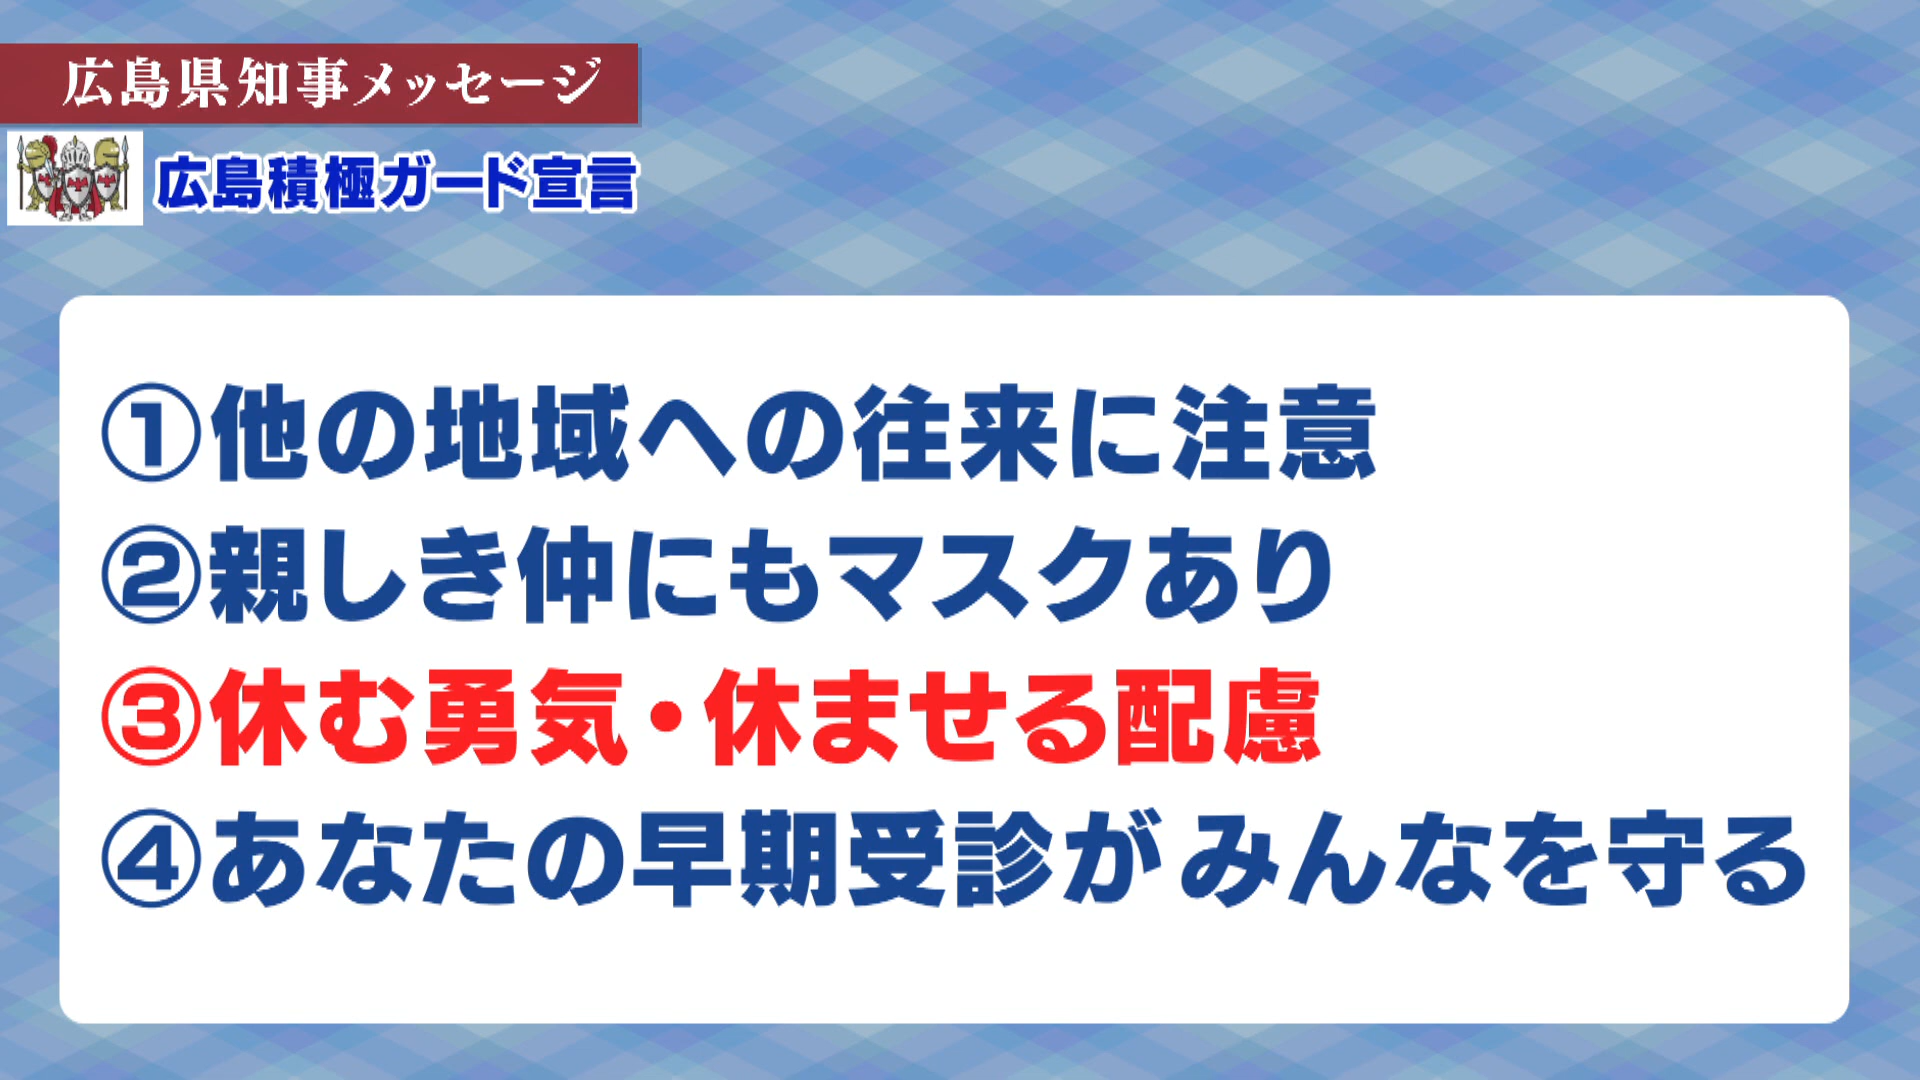 広島県知事メッセージ
広島積極ガード宣言
①他の地域への往来に注意
②親しき仲にもマスクあり
③休む勇気・休ませる配慮
④あなたの早期受診がみんなを守る